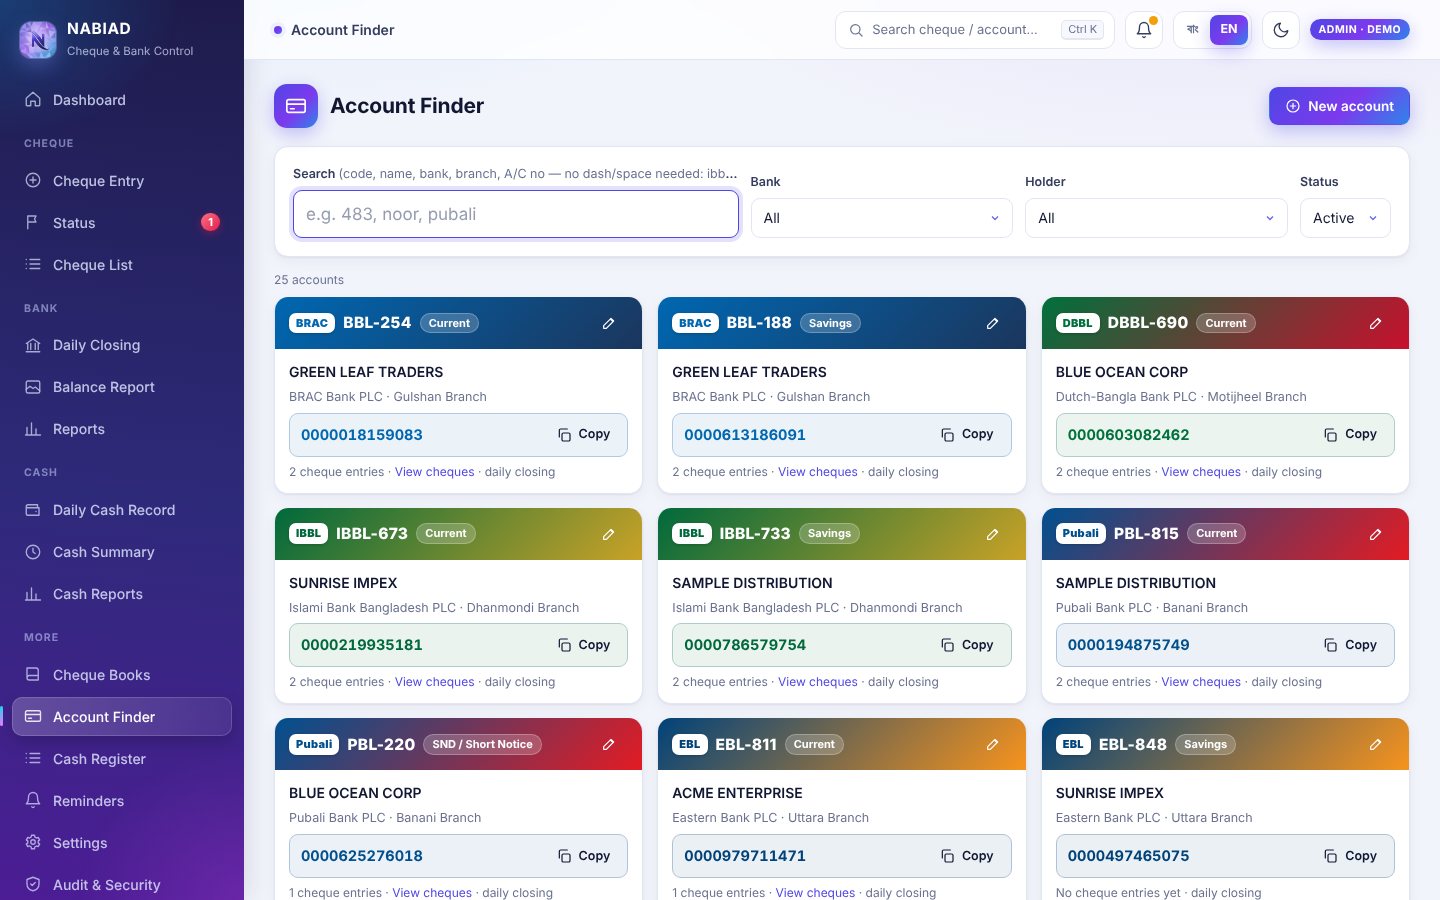 NABIAD
Cheque & Bank Control
Dashboard
CHEQUE
Cheque Entry
Status 1
Cheque List
BANK
Daily Closing
Balance Report
Reports
CASH
Daily Cash Record
Cash Summary
Cash Reports
MORE
Cheque Books
Account Finder
Cash Register
Reminders
Settings
Audit & Security
Account Finder
Search cheque / account... Ctrl K
বাং EN
ADMIN · DEMO
Account Finder
New account
Search (code, name, bank, branch, A/C no — no dash/space needed: ibb...
e.g. 483, noor, pubali
Bank
All
Holder
All
Status
Active
25 accounts
BRAC BBL-254 Current
GREEN LEAF TRADERS
BRAC Bank PLC · Gulshan Branch
0000018159083 Copy
2 cheque entries · View cheques · daily closing
BRAC BBL-188 Savings
GREEN LEAF TRADERS
BRAC Bank PLC · Gulshan Branch
0000613186091 Copy
2 cheque entries · View cheques · daily closing
DBBL DBBL-690 Current
BLUE OCEAN CORP
Dutch-Bangla Bank PLC · Motijheel Branch
0000603082462 Copy
2 cheque entries · View cheques · daily closing
IBBL IBBL-673 Current
SUNRISE IMPEX
Islami Bank Bangladesh PLC · Dhanmondi Branch
0000219935181 Copy
2 cheque entries · View cheques · daily closing
IBBL IBBL-733 Savings
SAMPLE DISTRIBUTION
Islami Bank Bangladesh PLC · Dhanmondi Branch
0000786579754 Copy
2 cheque entries · View cheques · daily closing
Pubali PBL-815 Current
SAMPLE DISTRIBUTION
Pubali Bank PLC · Banani Branch
0000194875749 Copy
2 cheque entries · View cheques · daily closing
Pubali PBL-220 SND / Short Notice
BLUE OCEAN CORP
Pubali Bank PLC · Banani Branch
0000625276018 Copy
1 cheque entries · View cheques · daily closing
EBL EBL-811 Current
ACME ENTERPRISE
Eastern Bank PLC · Uttara Branch
0000979711471 Copy
1 cheque entries · View cheques · daily closing
EBL EBL-848 Savings
SUNRISE IMPEX
Eastern Bank PLC · Uttara Branch
0000497465075 Copy
No cheque entries yet · daily closing